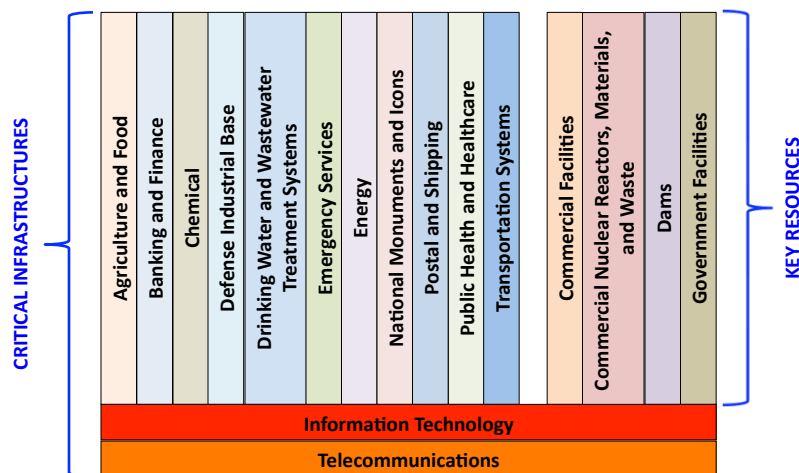 CRITICAL INFRASTRUCTURES
Agriculture and Food
Banking and Finance
Chemical
Defense Industrial Base
Drinking Water and Wastewater
Treatment Systems
Emergency Services
Energy
National Monuments and Icons
Postal and Shipping
Public Health and Healthcare
Transportation Systems
Commercial Facilities
Commercial Nuclear Reactors, Materials,
and Waste
Dams
Government Facilities
KEY RESOURCES
Information Technology
Telecommunications